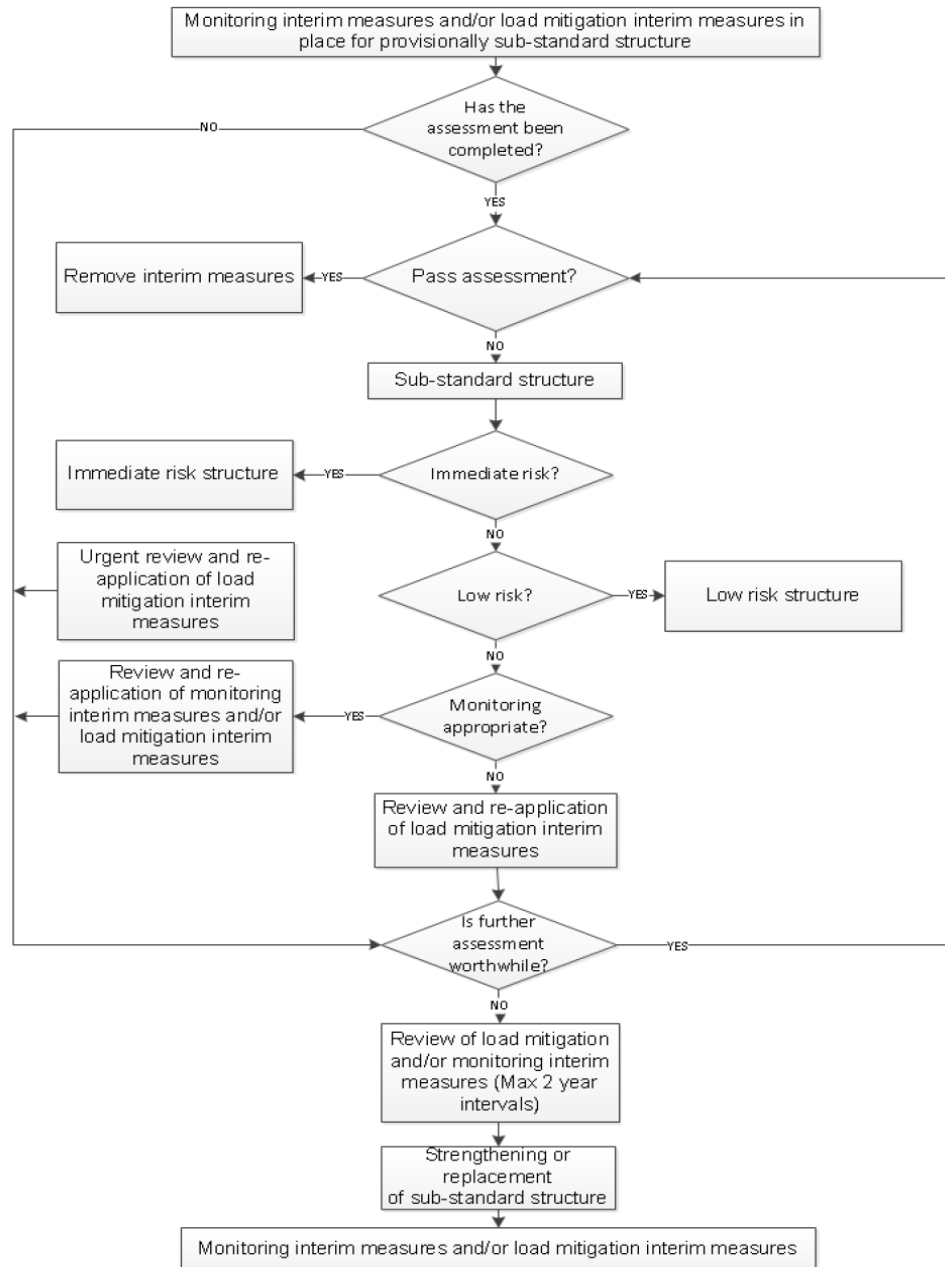 Monitoring interim measures and/or load mitigation interim measures in
place for provisionally sub-standard structure
Has the
assessment been
completed?
NO
YES
Remove interim measures
YES
Pass assessment?
NO
Sub-standard structure
Immediate risk structure
YES
Immediate risk?
NO
Urgent review and re-
application of load
mitigation interim
measures
Low risk?
YES
Low risk structure
NO
Review and re-
application of monitoring
interim measures and/or
load mitigation interim
measures
YES
Monitoring
appropriate?
NO
Review and re-application
of load mitigation interim
measures
Is further
assessment
worthwhile?
YES
NO
Review of load mitigation
and/or monitoring interim
measures (Max 2 year
intervals)
Strengthening or
replacement
of sub-standard structure
Monitoring interim measures and/or load mitigation interim measures